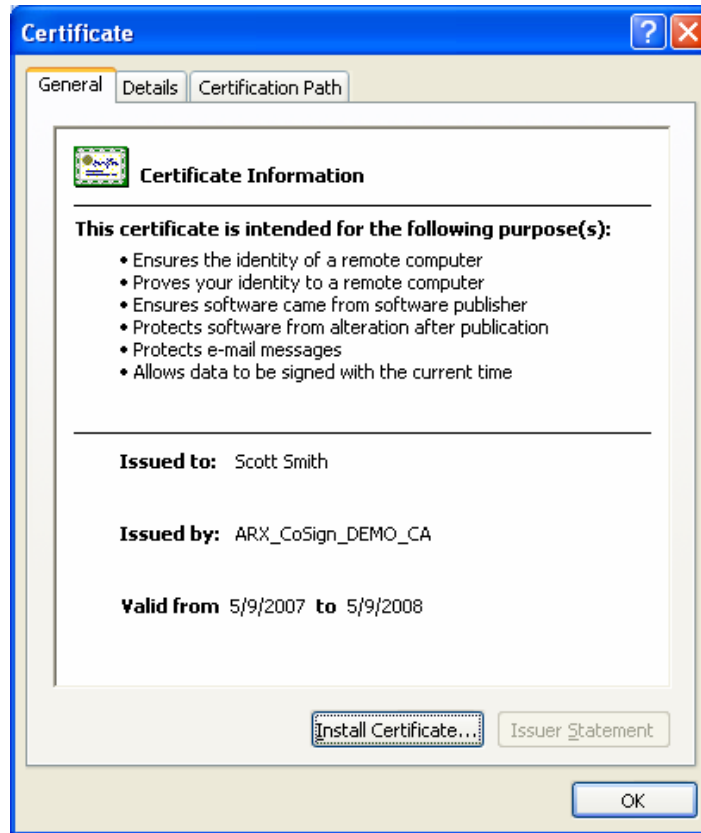 Certificate
General Details Certification Path
Certificate Information
This certificate is intended for the following purpose(s):
• Ensures the identity of a remote computer
• Proves your identity to a remote computer
• Ensures software came from software publisher
• Protects software from alteration after publication
• Protects e-mail messages
• Allows data to be signed with the current time
Issued to: Scott Smith
Issued by: ARX_CoSign_DEMO_CA
Valid from 5/9/2007 to 5/9/2008
Install Certificate... Issuer Statement
OK